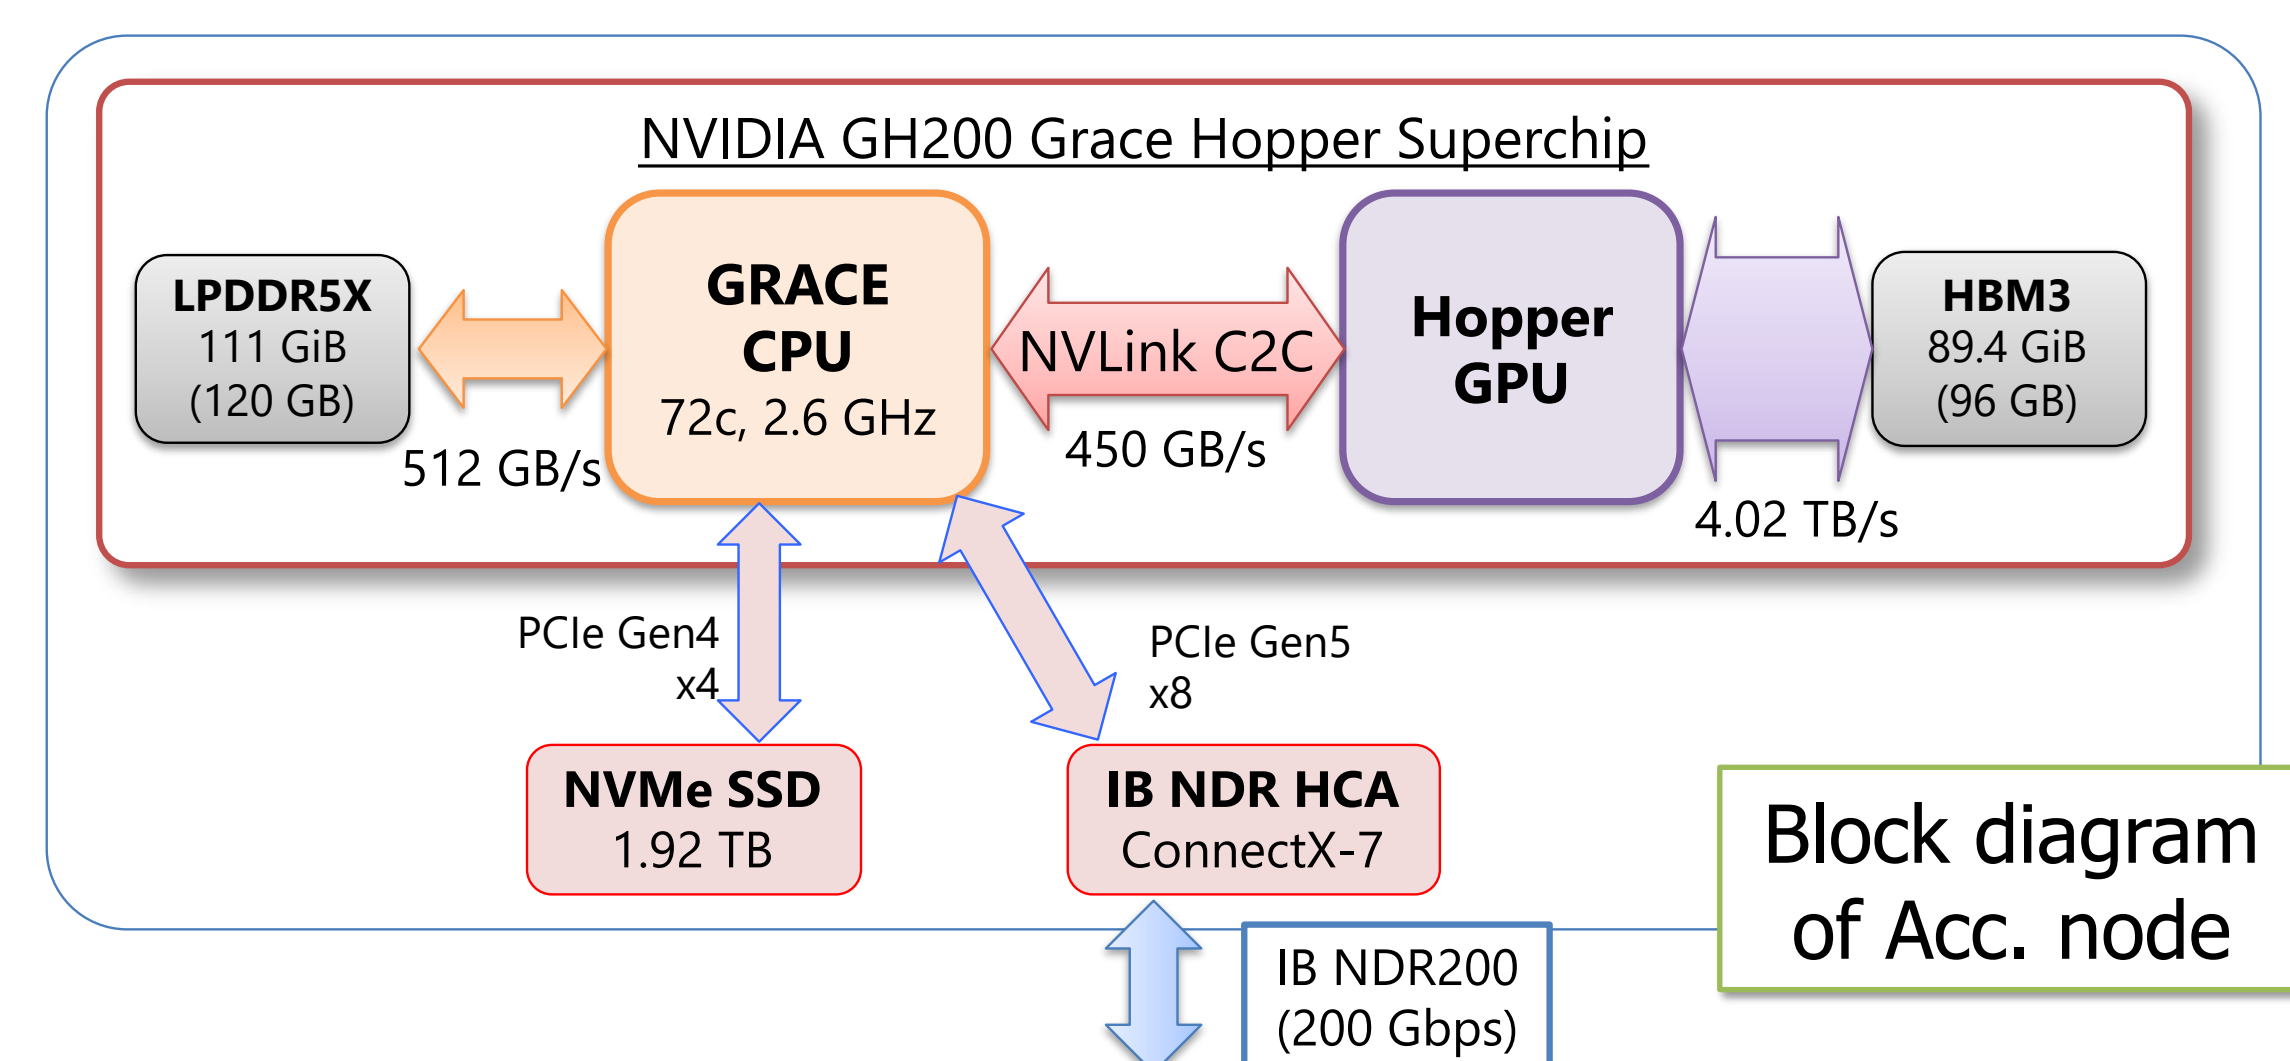 NVIDIA GH200 Grace Hopper Superchip
LPDDR5X
111 GiB
(120 GB)
512 GB/s
GRACE
CPU
72c, 2.6 GHz
NVLink C2C
450 GB/s
Hopper
GPU
HBM3
89.4 GiB
(96 GB)
4.02 TB/s
PCIe Gen4
x4
PCIe Gen5
x8
NVMe SSD
1.92 TB
IB NDR HCA
ConnectX-7
IB NDR200
(200 Gbps)
Block diagram
of Acc. node